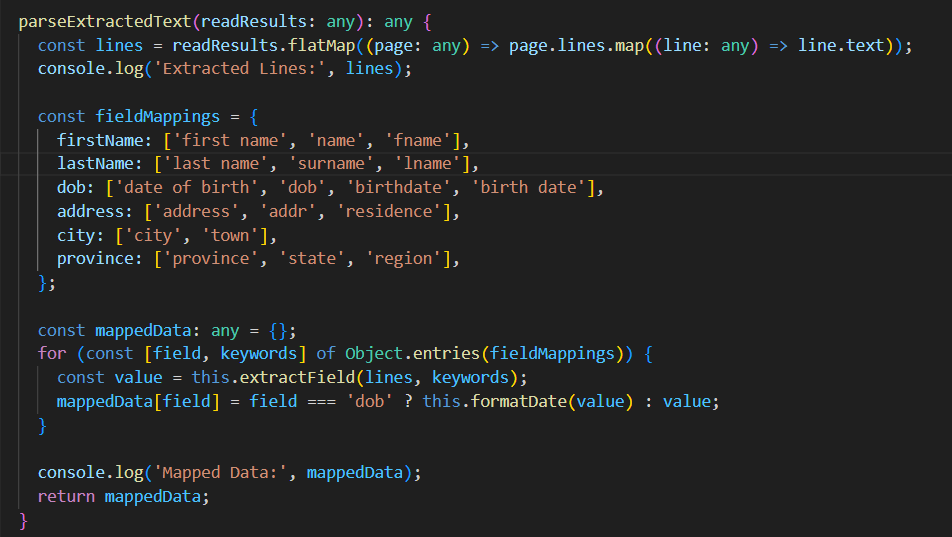 parseExtractedText(readResults: any): any {
const lines = readResults.flatMap((page: any) => page.lines.map((line: any) => line.text));
console.log('Extracted Lines:', lines);
const fieldMappings = {
firstName: ['first name', 'name', 'fname'],
lastName: ['last name', 'surname', 'lname'],
dob: ['date of birth', 'dob', 'birthdate', 'birth date'],
address: ['address', 'addr', 'residence'],
city: ['city', 'town'],
province: ['province', 'state', 'region'],
};
const mappedData: any = {};
for (const [field, keywords] of Object.entries(fieldMappings)) {
const value = this.extractField(lines, keywords);
mappedData[field] = field === 'dob' ? this.formatDate(value) : value;
}
console.log('Mapped Data:', mappedData);
return mappedData;
}